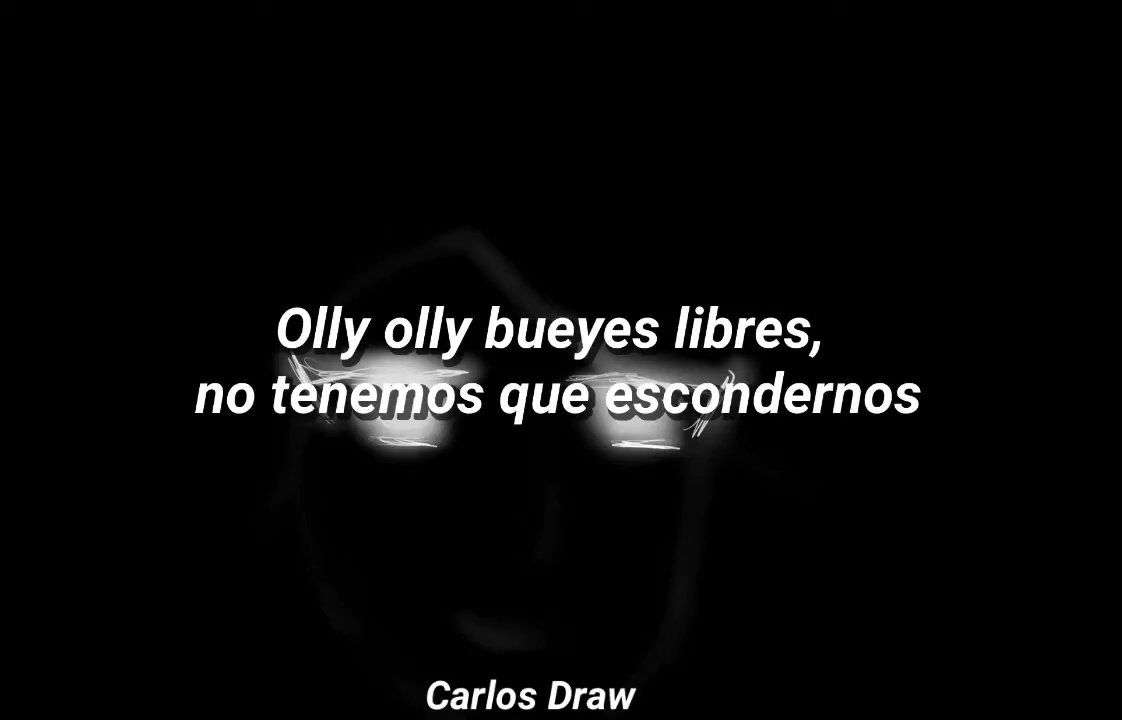 Olly olly bueyes libres,
no tenemos que escondernos
Carlos Draw